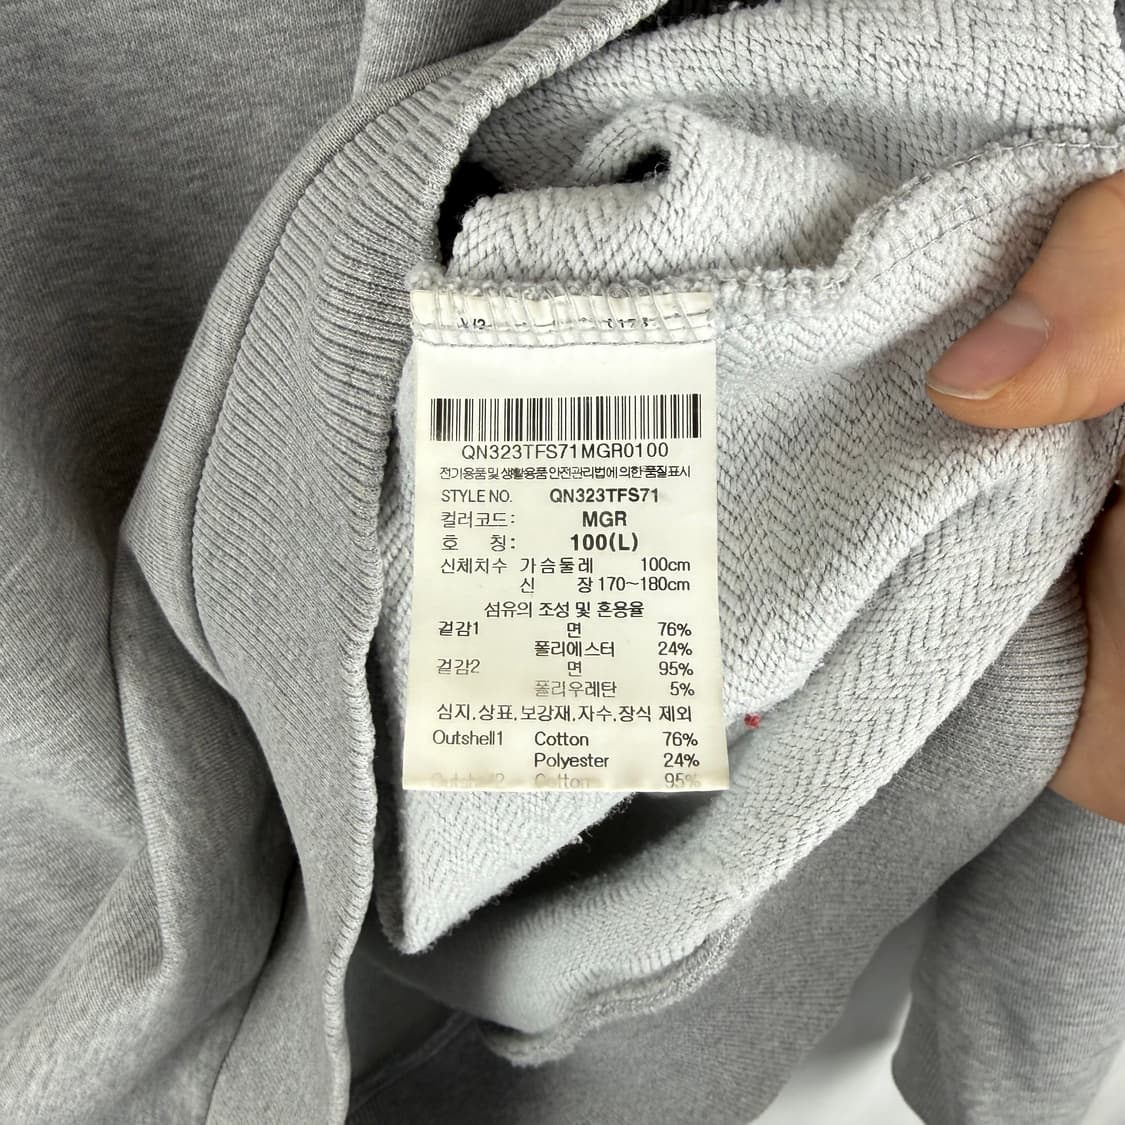 QN323TFS71MGR0100
전기용품 및 생활용품 안전관리법에 의한 품질표시
STYLE NO. QN323TFS71
컬러코드: MGR
호 칭: 100(L)
신체치수 가슴둘레 100cm
신 장 170~180cm
섬유의 조성 및 혼용율
겉감1 면 76%
폴리에스터 24%
겉감2 면 95%
폴리우레탄 5%
심지,상표,보강재,자수,장식 제외
Outshell1 Cotton 76%
Polyester 24%
Outshell2 Cotton 95%